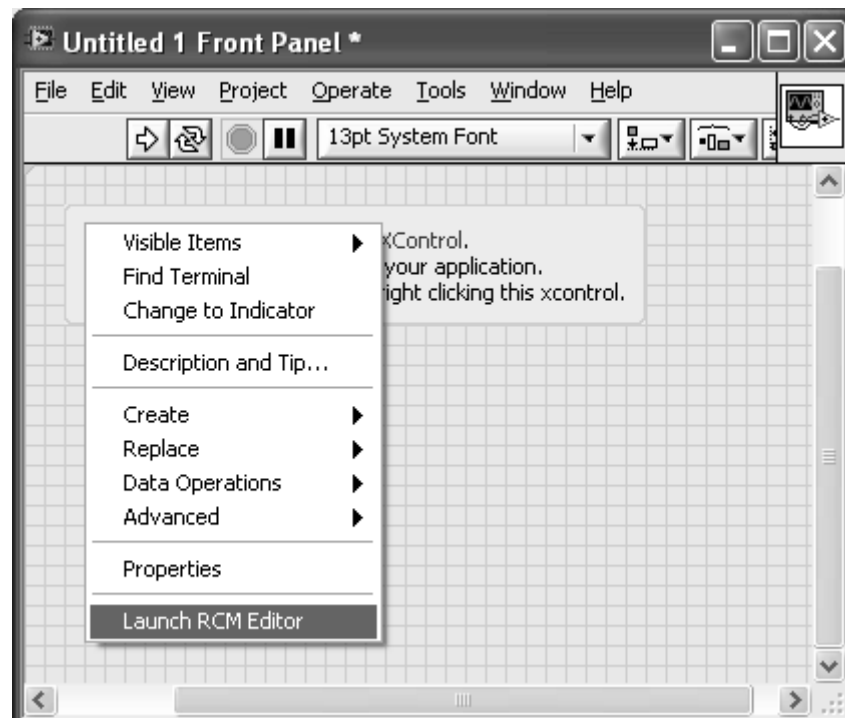 Untitled 1 Front Panel *
File Edit View Project Operate Tools Window Help
13pt System Font
XControl.
your application.
right clicking this xcontrol.
Visible Items
Find Terminal
Change to Indicator
Description and Tip...
Create
Replace
Data Operations
Advanced
Properties
Launch RCM Editor